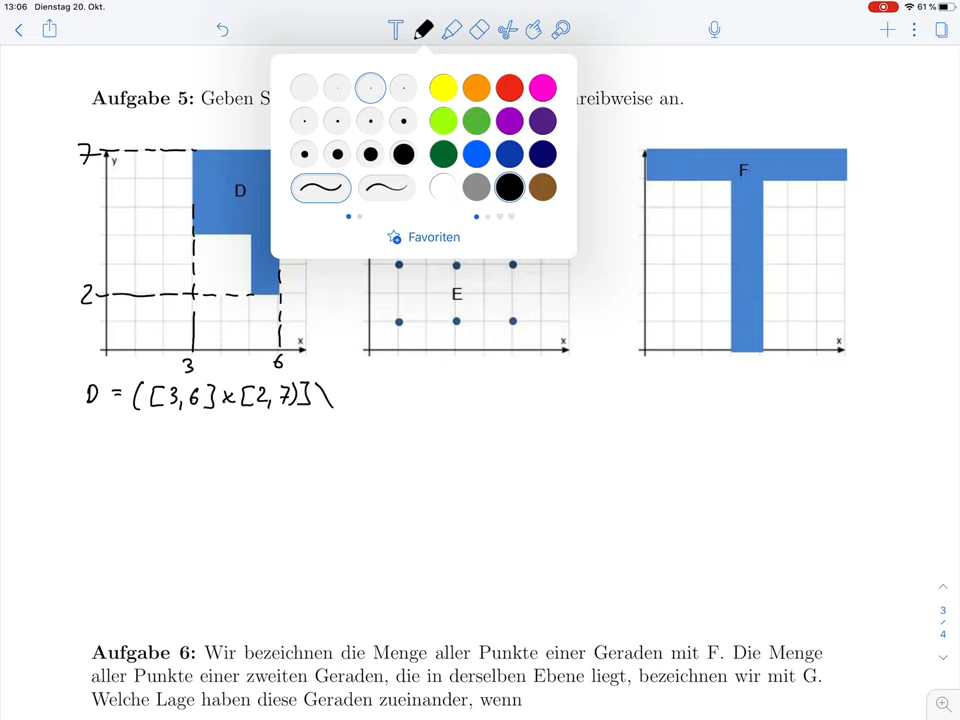 13:06 Dienstag 20. Okt.
61 %
Aufgabe 5: Geben S
reibweise an.
Favoriten
7
y
D
2
x
3
6
E
x
F
x
D = ([3,6]×[2,7)]\
3
/
4
Aufgabe 6: Wir bezeichnen die Menge aller Punkte einer Geraden mit F. Die Menge
aller Punkte einer zweiten Geraden, die in derselben Ebene liegt, bezeichnen wir mit G.
Welche Lage haben diese Geraden zueinander, wenn